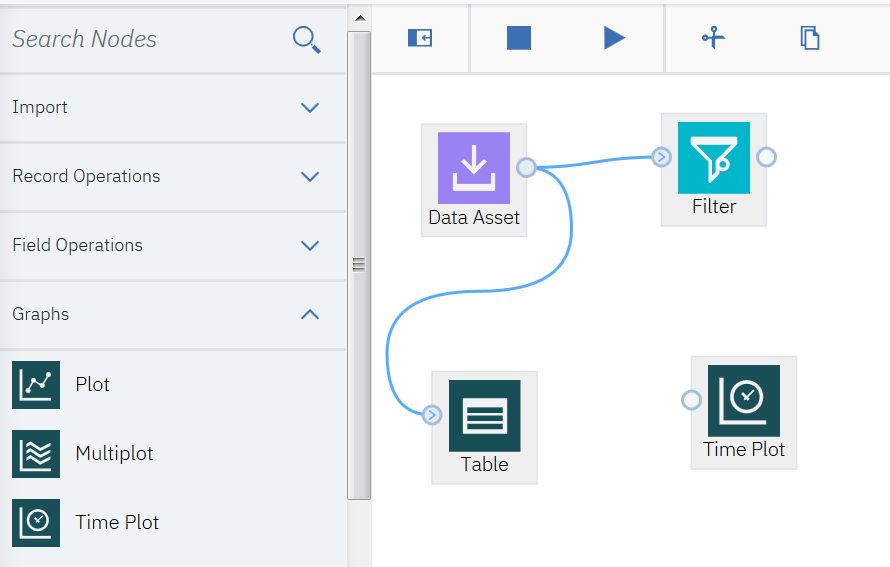 Search Nodes
Import
Record Operations
Field Operations
Graphs
Plot
Multiplot
Time Plot
Data Asset
Filter
Table
Time Plot